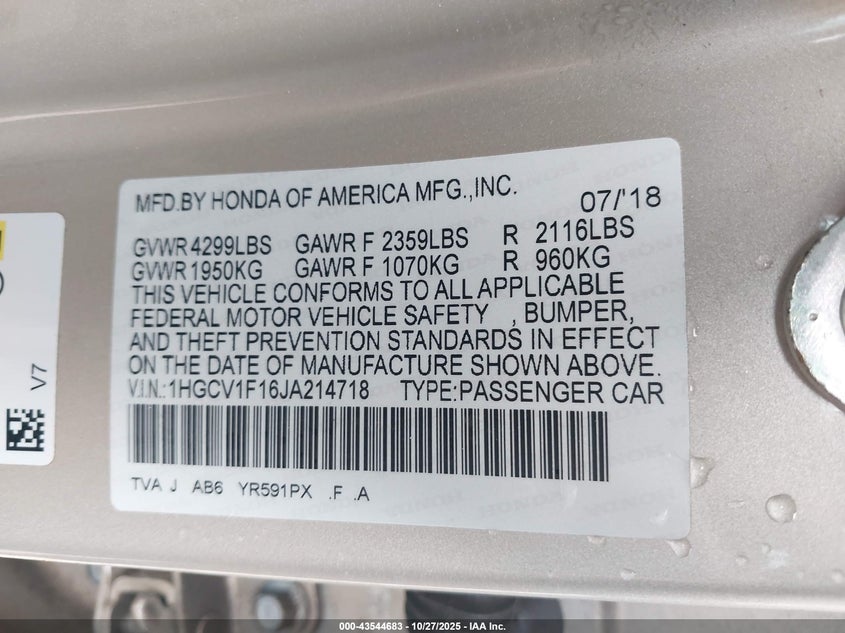 MFD.BY HONDA OF AMERICA MFG.,INC. 07/'18
GVWR 4299LBS GAWR F 2359LBS R 2116LBS
GVWR 1950KG GAWR F 1070KG R 960KG
THIS VEHICLE CONFORMS TO ALL APPLICABLE
FEDERAL MOTOR VEHICLE SAFETY , BUMPER,
AND THEFT PREVENTION STANDARDS IN EFFECT
ON THE DATE OF MANUFACTURE SHOWN ABOVE.
V.I.N.:1HGCV1F16JA214718 TYPE:PASSENGER CAR
TVA J AB6 YR591PX .F .A
V7
000-43544683 | 10/27/2025 - IAA Inc.